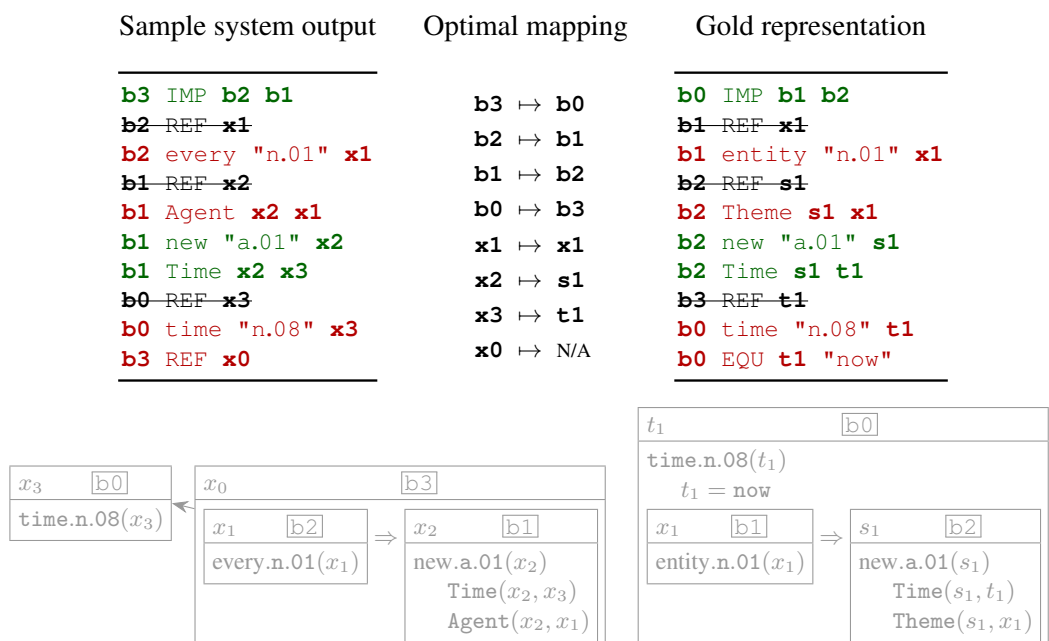 Sample system output Optimal mapping Gold representation
b3 IMP b2 b1
b2 REF x1
b2 every "n.01" x1
b1 REF x2
b1 Agent x2 x1
b1 new "a.01" x2
b1 Time x2 x3
b0 REF x3
b0 time "n.08" x3
b3 REF x0
b3 ↦ b0
b2 ↦ b1
b1 ↦ b2
b0 ↦ b3
x1 ↦ x1
x2 ↦ s1
x3 ↦ t1
x0 ↦ N/A
b0 IMP b1 b2
b1 REF x1
b1 entity "n.01" x1
b2 REF s1
b2 Theme s1 x1
b2 new "a.01" s1
b2 Time s1 t1
b3 REF t1
b0 time "n.08" t1
b0 EQU t1 "now"
x₃ b0
time.n.08(x₃)
x₀ b3
x₁ b2
every.n.01(x₁)
⇒
x₂ b1
new.a.01(x₂)
Time(x₂, x₃)
Agent(x₂, x₁)
t₁ b0
time.n.08(t₁)
t₁ = now
x₁ b1
entity.n.01(x₁)
⇒
s₁ b2
new.a.01(s₁)
Time(s₁, t₁)
Theme(s₁, x₁)